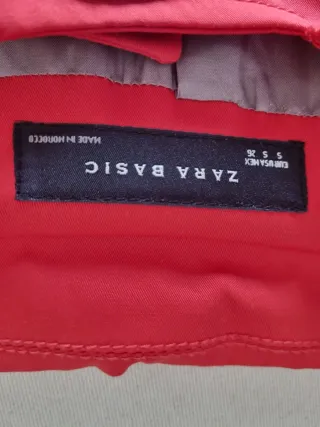 ZARA BASIC
EUR USA MEX
S S 26
MADE IN MOROCCO